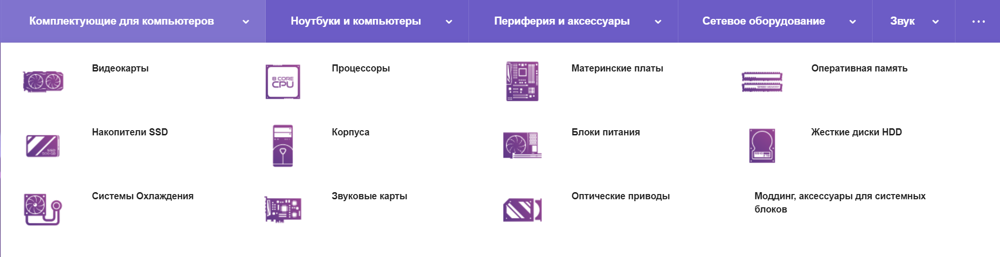 Комплектующие для компьютеров
Ноутбуки и компьютеры
Периферия и аксессуары
Сетевое оборудование
Звук
...
Видеокарты
8 CORE
CPU
Процессоры
Материнские платы
SPEED MEMORY
Оперативная память
SSD
500 GB
Накопители SSD
Корпуса
Блоки питания
Жесткие диски HDD
Системы Охлаждения
Звуковые карты
Оптические приводы
Моддинг, аксессуары для системных
блоков